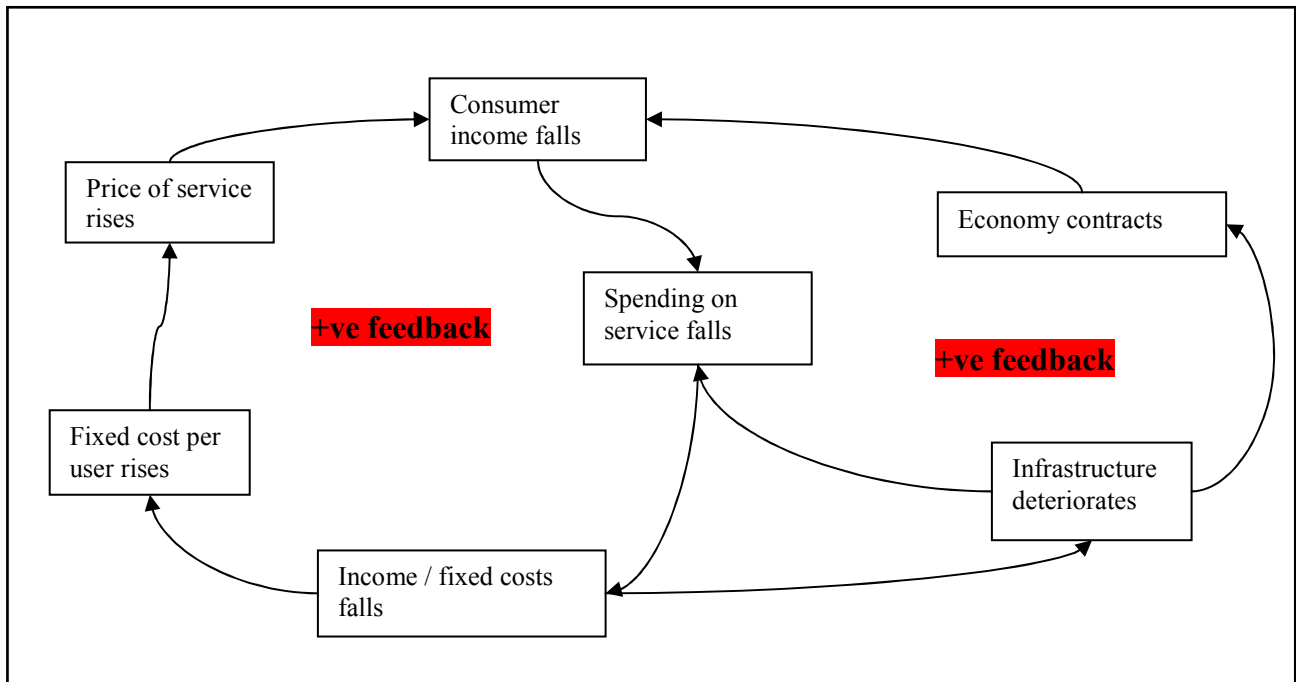 Consumer
income falls
Price of service
rises
Economy contracts
Spending on
service falls
+ve feedback
+ve feedback
Fixed cost per
user rises
Infrastructure
deteriorates
Income / fixed costs
falls